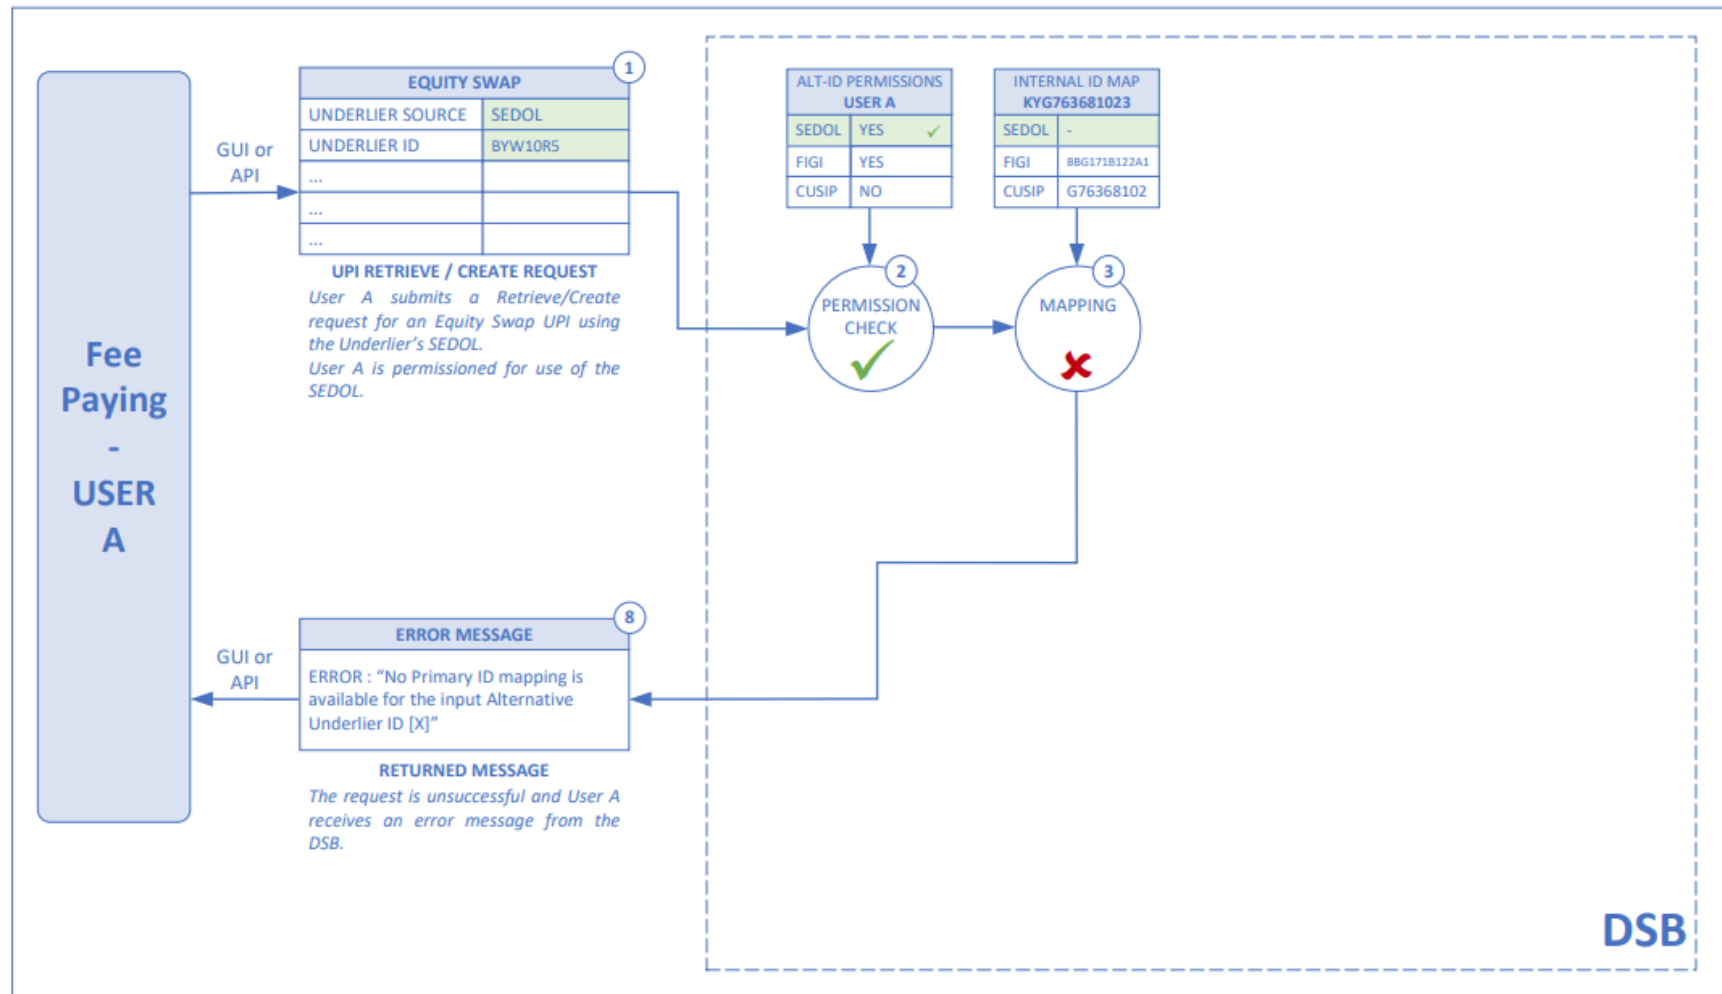 Fee
Paying
-
USER
A
GUI or
API
EQUITY SWAP
1
UNDERLIER SOURCE SEDOL
UNDERLIER ID BYW10R5
...
...
...
UPI RETRIEVE / CREATE REQUEST
User A submits a Retrieve/Create
request for an Equity Swap UPI using
the Underlier's SEDOL.
User A is permissioned for use of the
SEDOL.
ALT-ID PERMISSIONS
USER A
SEDOL YES ✓
FIGI YES
CUSIP NO
INTERNAL ID MAP
KYG763681023
SEDOL -
FIGI BBG171B122A1
CUSIP G76368102
2
PERMISSION
CHECK
3
MAPPING
GUI or
API
ERROR MESSAGE
8
ERROR : “No Primary ID mapping is
available for the input Alternative
Underlier ID [X]”
RETURNED MESSAGE
The request is unsuccessful and User A
receives an error message from the
DSB.
DSB